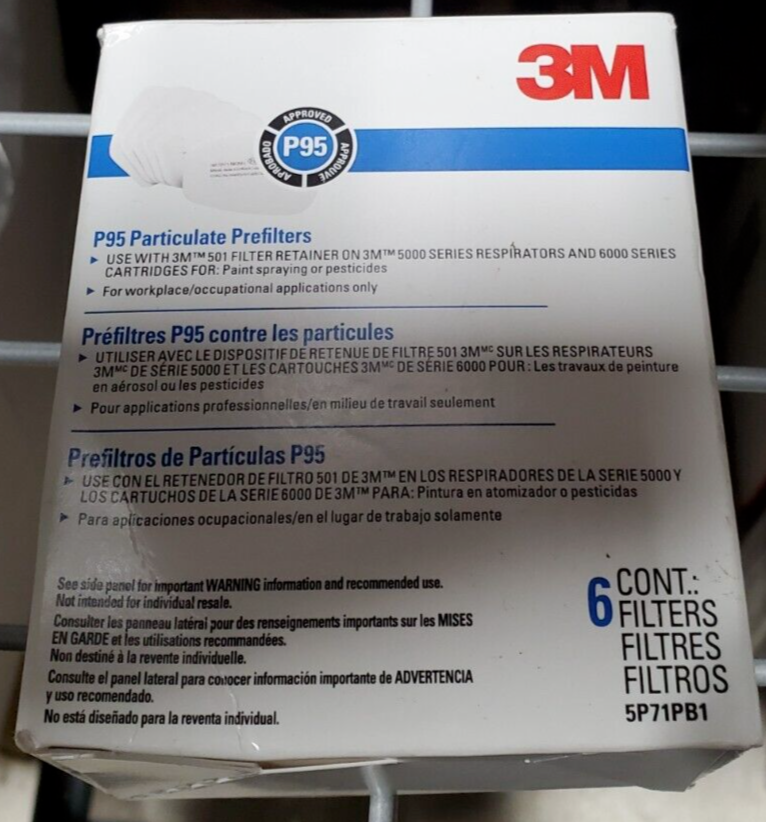 3M
APPROVED
P95
APROBADO
APPROUVÉ
P95 Particulate Prefilters
► USE WITH 3M™ 501 FILTER RETAINER ON 3M™ 5000 SERIES RESPIRATORS AND 6000 SERIES
CARTRIDGES FOR: Paint spraying or pesticides
► For workplace/occupational applications only
Préfiltres P95 contre les particules
► UTILISER AVEC LE DISPOSITIF DE RETENUE DE FILTRE 501 3Mᴹᶜ SUR LES RESPIRATEURS
3Mᴹᶜ DE SÉRIE 5000 ET LES CARTOUCHES 3Mᴹᶜ DE SÉRIE 6000 POUR : Les travaux de peinture
en aérosol ou les pesticides
► Pour applications professionnelles/en milieu de travail seulement
Prefiltros de Partículas P95
► USE CON EL RETENEDOR DE FILTRO 501 DE 3M™ EN LOS RESPIRADORES DE LA SERIE 5000 Y
LOS CARTUCHOS DE LA SERIE 6000 DE 3M™ PARA: Pintura en atomizador o pesticidas
► Para aplicaciones ocupacionales/en el lugar de trabajo solamente
See side panel for important WARNING information and recommended use.
Not intended for individual resale.
Consulter les panneau latéral pour des renseignements importants sur les MISES
EN GARDE et les utilisations recommandées.
Non destiné à la revente individuelle.
Consulte el panel lateral para conocer información importante de ADVERTENCIA
y uso recomendado.
No está diseñado para la reventa individual.
6 CONT.:
FILTERS
FILTRES
FILTROS
5P71PB1